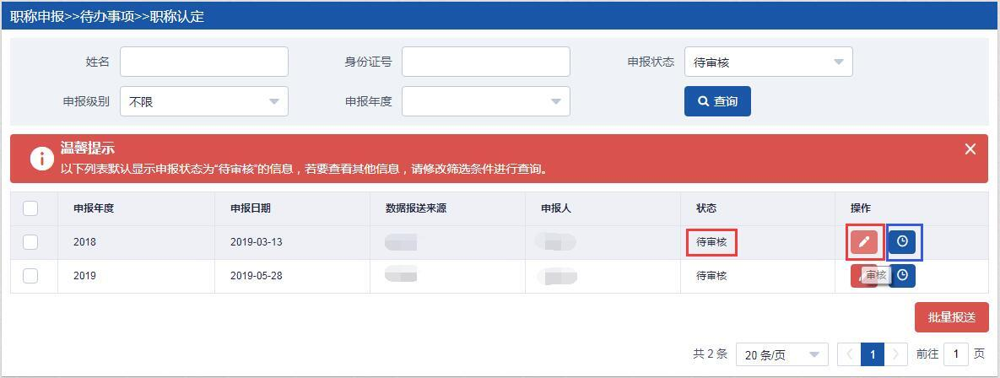 职称申报>>待办事项>>职称认定
姓名 身份证号 申报状态 待审核
申报级别 不限 申报年度 查询
温馨提示
以下列表默认显示申报状态为“待审核”的信息，若要查看其他信息，请修改筛选条件进行查询。
申报年度 申报日期 数据报送来源 申报人 状态 操作
2018 2019-03-13 待审核
2019 2019-05-28 待审核 审核
批量报送
共 2 条 20 条/页 1 前往 1 页